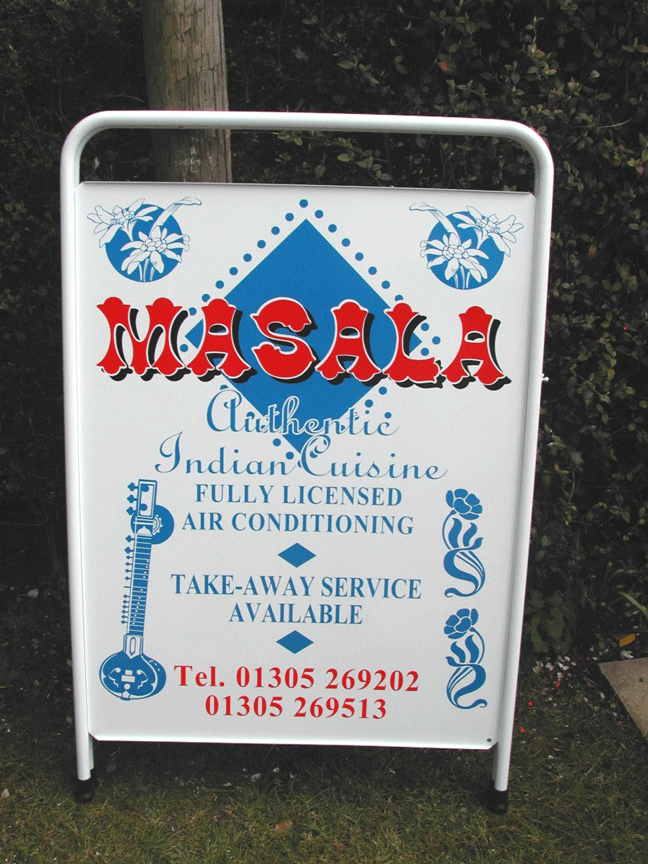 MASALA
Authentic
Indian Cuisine
FULLY LICENSED
AIR CONDITIONING
TAKE-AWAY SERVICE
AVAILABLE
Tel. 01305 269202
01305 269513